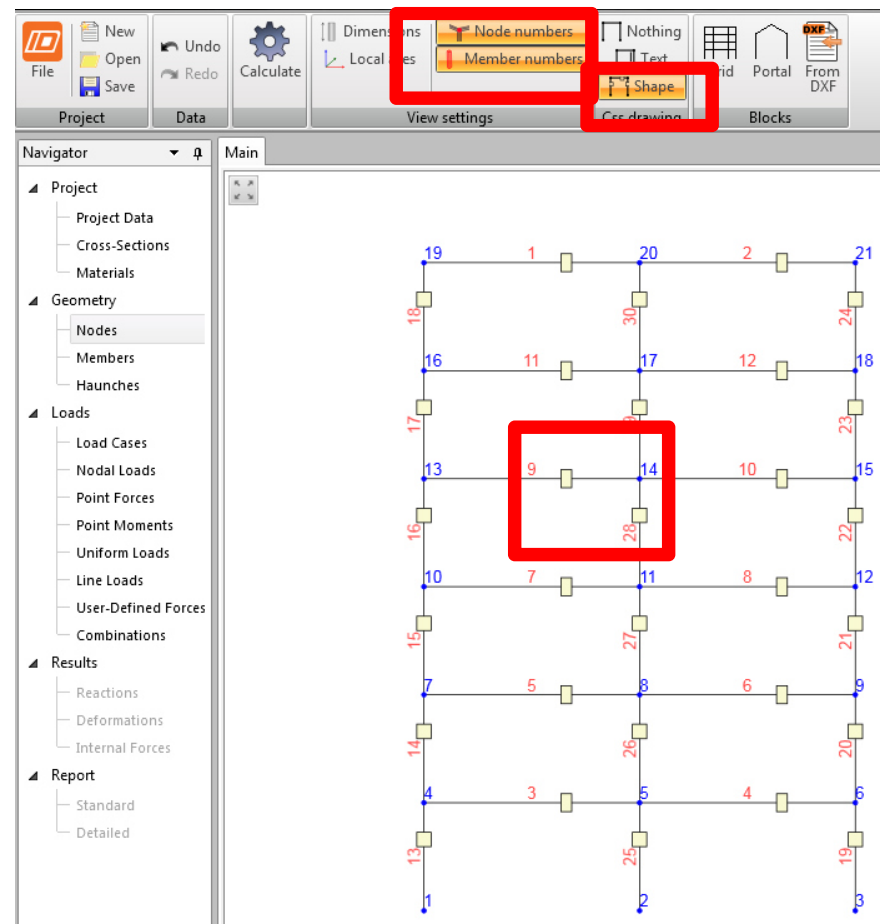 New
Open
Save
File
Project
Undo
Redo
Data
Calculate
Dimensions
Local
Node numbers
Member numbers
View settings
Nothing
Text
Shape
Css drawing
Portal
From
DXF
DXF
Blocks
Navigator
Main
Project
Project Data
Cross-Sections
Materials
Geometry
Nodes
Members
Haunches
Loads
Load Cases
Nodal Loads
Point Forces
Point Moments
Uniform Loads
Line Loads
User-Defined Forces
Combinations
Results
Reactions
Deformations
Internal Forces
Report
Standard
Detailed
19 1 20 2 21
18 30 24
16 11 17 12 18
17 23
13 9 14 10 15
16 28 22
10 7 11 8 12
15 27 21
7 5 8 6 9
14 26 20
4 3 5 4 6
13 25 19
1 2 3